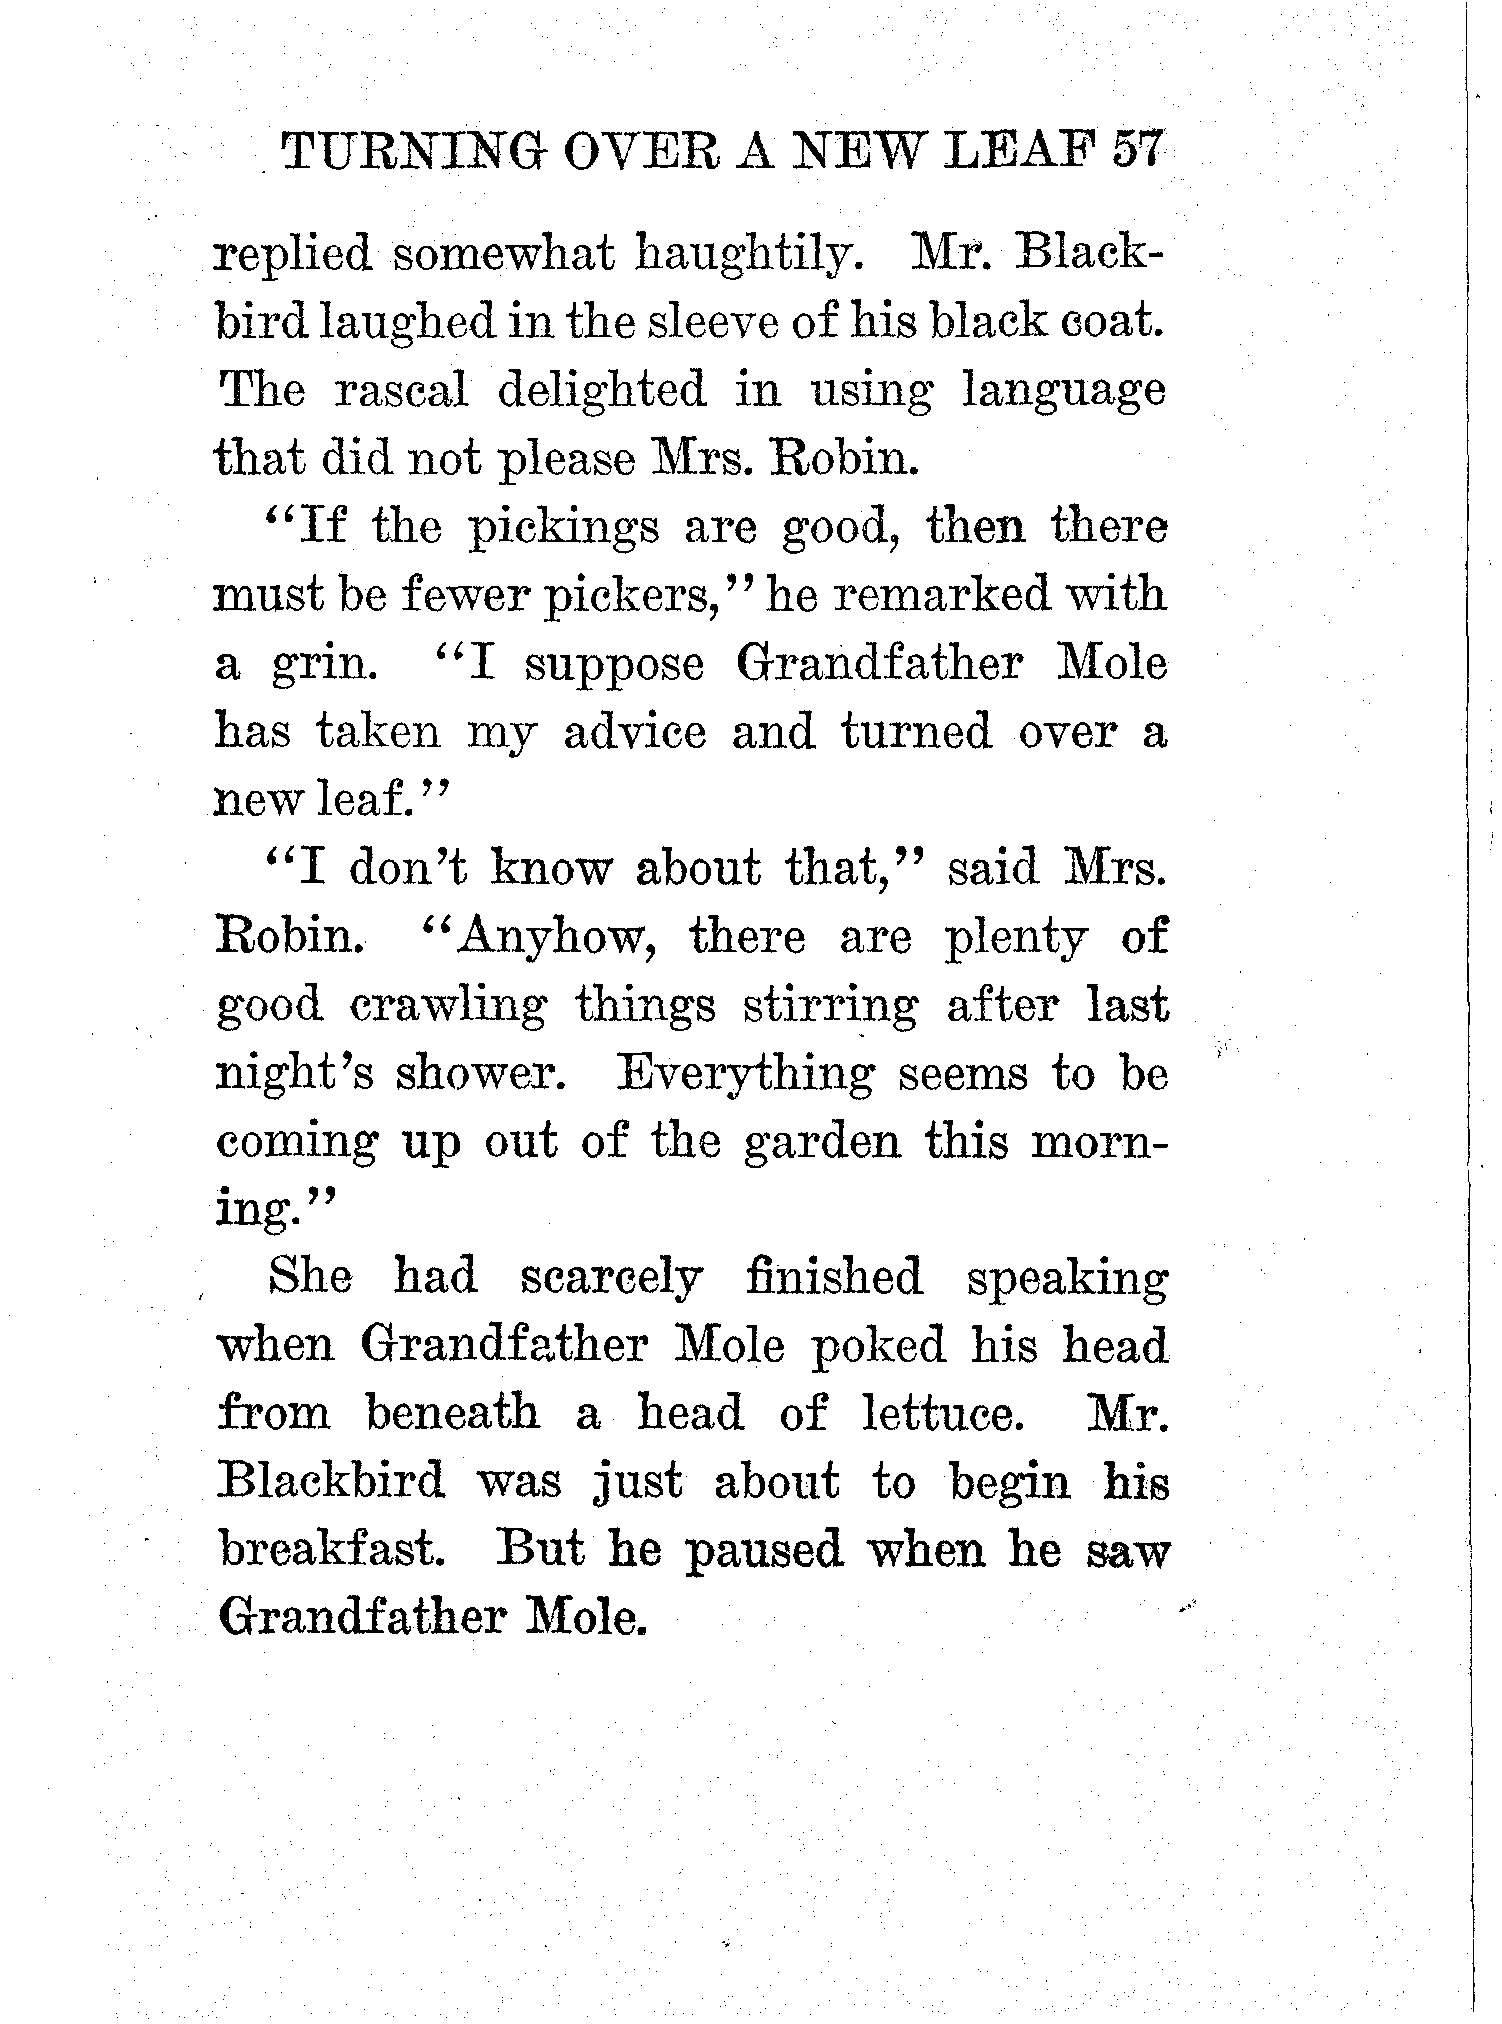 TURNING OVER A NEW LEAF 57
replied somewhat haughtily. Mr. Black-
bird laughed in the sleeve of his black coat.
The rascal delighted in using language
that did not please Mrs. Robin.
"If the pickings are good, then there
must be fewer pickers," he remarked with
a grin. "I suppose Grandfather Mole
has taken my advice and turned over a
new leaf."
"I don't know about that," said Mrs.
Robin. "Anyhow, there are plenty of
good crawling things stirring after last
night's shower. Everything seems to be
coming up out of the garden this morn-
ing."
She had scarcely finished speaking
when Grandfather Mole poked his head
from beneath a head of lettuce. Mr.
Blackbird was just about to begin his
breakfast. But he paused when he saw
Grandfather Mole.